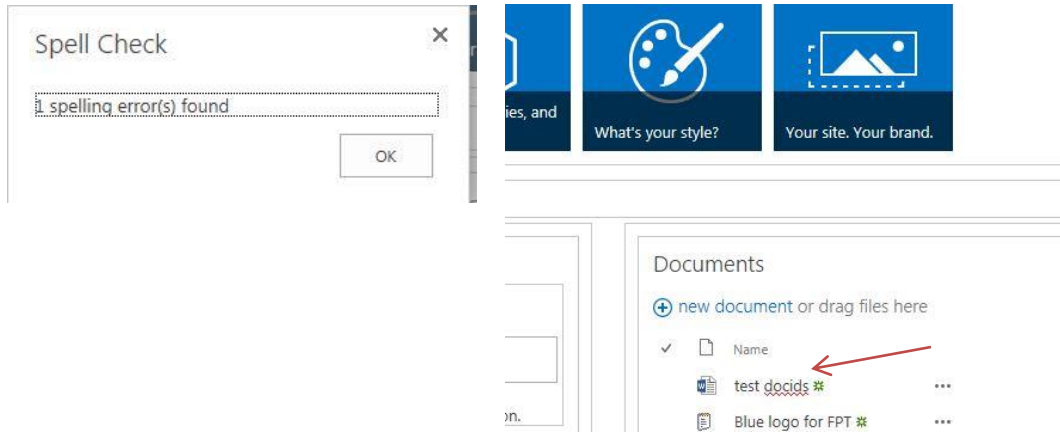 Spell Check
1 spelling error(s) found
OK
ies, and
What's your style?
Your site. Your brand.
Documents
new document or drag files here
Name
test docids
Blue logo for FPT
on.